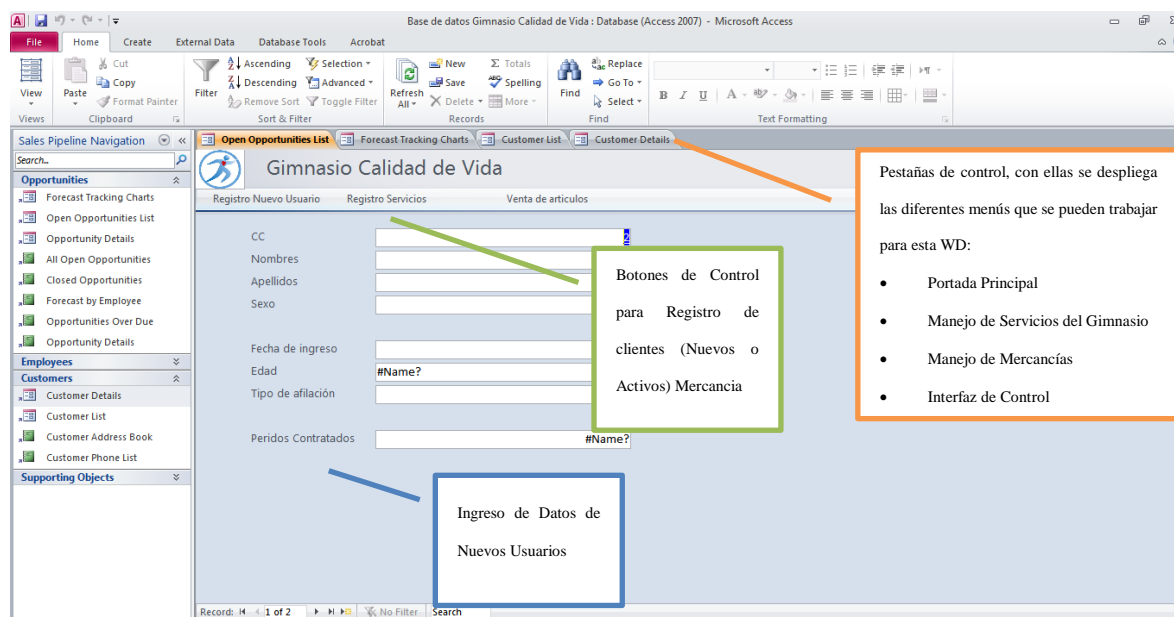 Base de datos Gimnasio Calidad de Vida : Database (Access 2007) - Microsoft Access
File Home Create External Data Database Tools Acrobat
View
Views
Paste
Cut
Copy
Format Painter
Clipboard
Filter
Ascending
Descending
Remove Sort
Selection
Advanced
Toggle Filter
Sort & Filter
Refresh
All
New
Save
Delete
Totals
Spelling
More
Records
Find
Replace
Go To
Select
Find
B I U A
Text Formatting
Sales Pipeline Navigation
Search...
Opportunities
Forecast Tracking Charts
Open Opportunities List
Opportunity Details
All Open Opportunities
Closed Opportunities
Forecast by Employee
Opportunities Over Due
Opportunity Details
Employees
Customers
Customer Details
Customer List
Customer Address Book
Customer Phone List
Supporting Objects
Open Opportunities List Forecast Tracking Charts Customer List Customer Details
Gimnasio Calidad de Vida
Registro Nuevo Usuario Registro Servicios Venta de articulos
CC
Nombres
Apellidos
Sexo
Fecha de ingreso
Edad #Name?
Tipo de afilación
Peridos Contratados #Name?
Botones de Control
para Registro de
clientes (Nuevos o
Activos) Mercancia
Pestañas de control, con ellas se despliega
las diferentes menús que se pueden trabajar
para esta WD:
• Portada Principal
• Manejo de Servicios del Gimnasio
• Manejo de Mercancías
• Interfaz de Control
Ingreso de Datos de
Nuevos Usuarios
Record: 1 of 2 No Filter Search